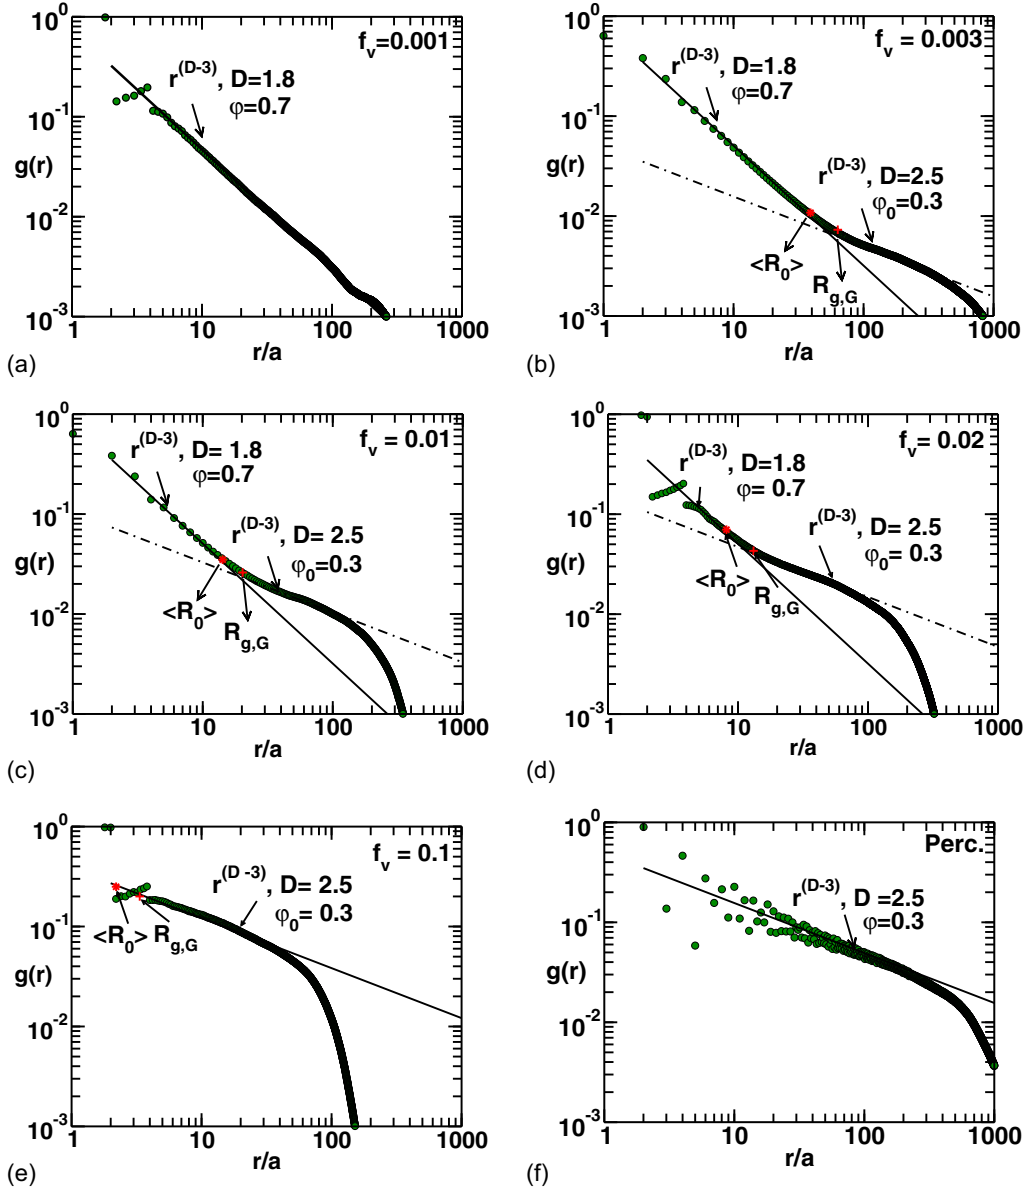 10^0
f_v=0.001
r^(D-3), D=1.8
φ=0.7
10^-1
g(r)
10^-2
10^-3
1 10 100 1000
r/a
(a)
10^0
f_v = 0.003
r^(D-3), D=1.8
φ=0.7
10^-1
g(r)
r^(D-3), D=2.5
φ_0=0.3
10^-2
<R_0>
R_g,G
10^-3
1 10 100 1000
r/a
(b)
10^0
f_v = 0.01
r^(D-3), D= 1.8
φ=0.7
10^-1
r^(D-3), D= 2.5
g(r)
φ_0=0.3
<R_0>
10^-2
R_g,G
10^-3
1 10 100 1000
r/a
(c)
10^0
f_v = 0.02
r^(D-3), D=1.8
φ= 0.7
10^-1
r^(D-3), D= 2.5
g(r)
φ_0= 0.3
<R_0>
R_g,G
10^-2
10^-3
1 10 100 1000
r/a
(d)
10^0
f_v = 0.1
r^(D -3), D= 2.5
φ_0= 0.3
10^-1
<R_0> R_g,G
g(r)
10^-2
10^-3
1 10 100 1000
r/a
(e)
10^0
Perc.
r^(D-3), D=2.5
φ=0.3
10^-1
g(r)
10^-2
10^-3
1 10 100 1000
r/a
(f)